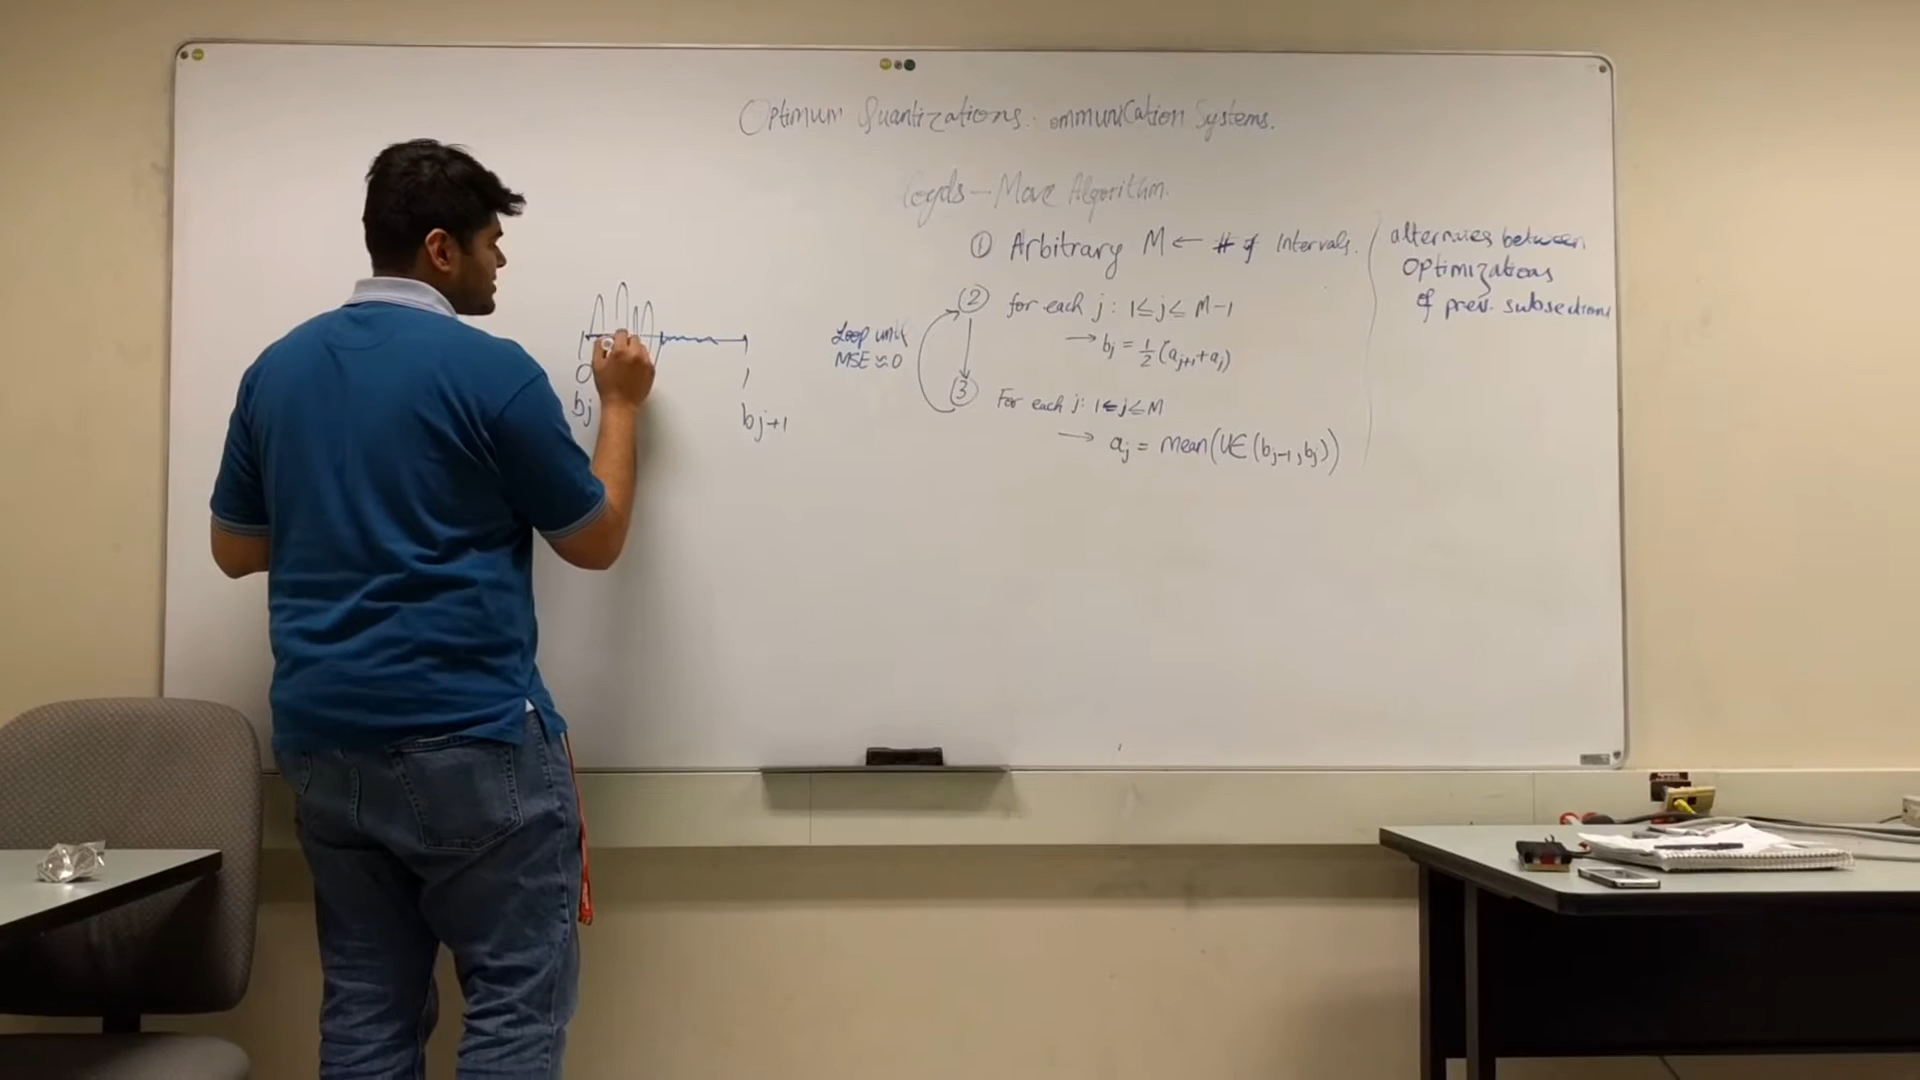 Optimum Quantizations: ommunication Systems.
Loyds - Move Algorithm.
① Arbitrary M ← # of Intervals.
② for each j: 1≤j≤ M-1
→ bj = 1/2 (aj+1 + aj)
③ For each j: 1≤j≤M
→ aj = mean(UE(bj-1, bj))
Loop until
MSE ≈ 0
alternates between
Optimizations
of prev. subsections
0 1
bj bj+1